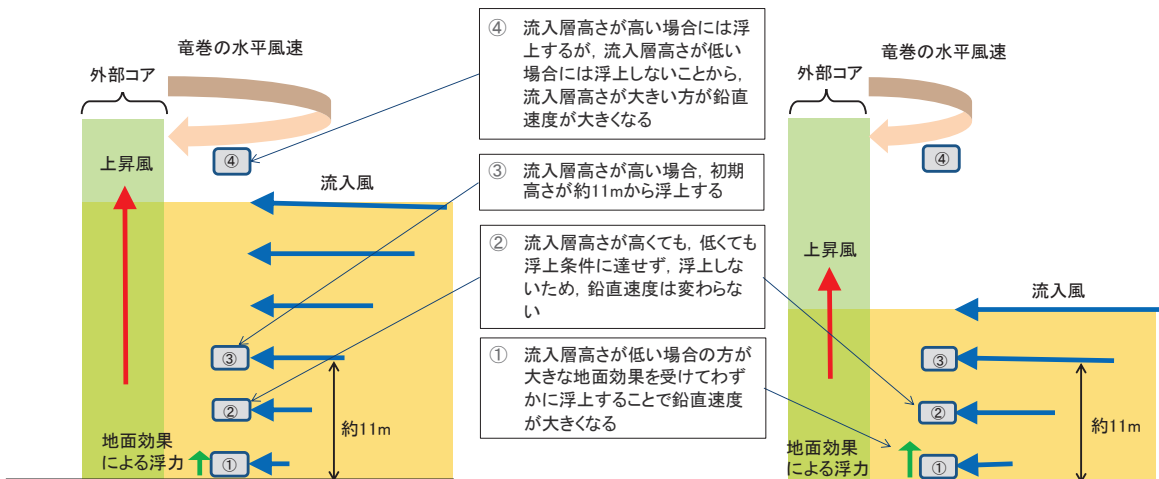 竜巻の水平風速
外部コア
④
上昇風
流入風
③
②
約11m
地面効果
による浮力
①
④ 流入層高さが高い場合には浮
上するが，流入層高さが低い
場合には浮上しないことから，
流入層高さが大きい方が鉛直
速度が大きくなる
③ 流入層高さが高い場合，初期
高さが約11mから浮上する
② 流入層高さが高くても，低くても
浮上条件に達せず，浮上しな
いため，鉛直速度は変わらな
い
① 流入層高さが低い場合の方が
大きな地面効果を受けてわず
かに浮上することで鉛直速度
が大きくなる
竜巻の水平風速
外部コア
④
上昇風
流入風
③
②
約11m
地面効果
による浮力
①